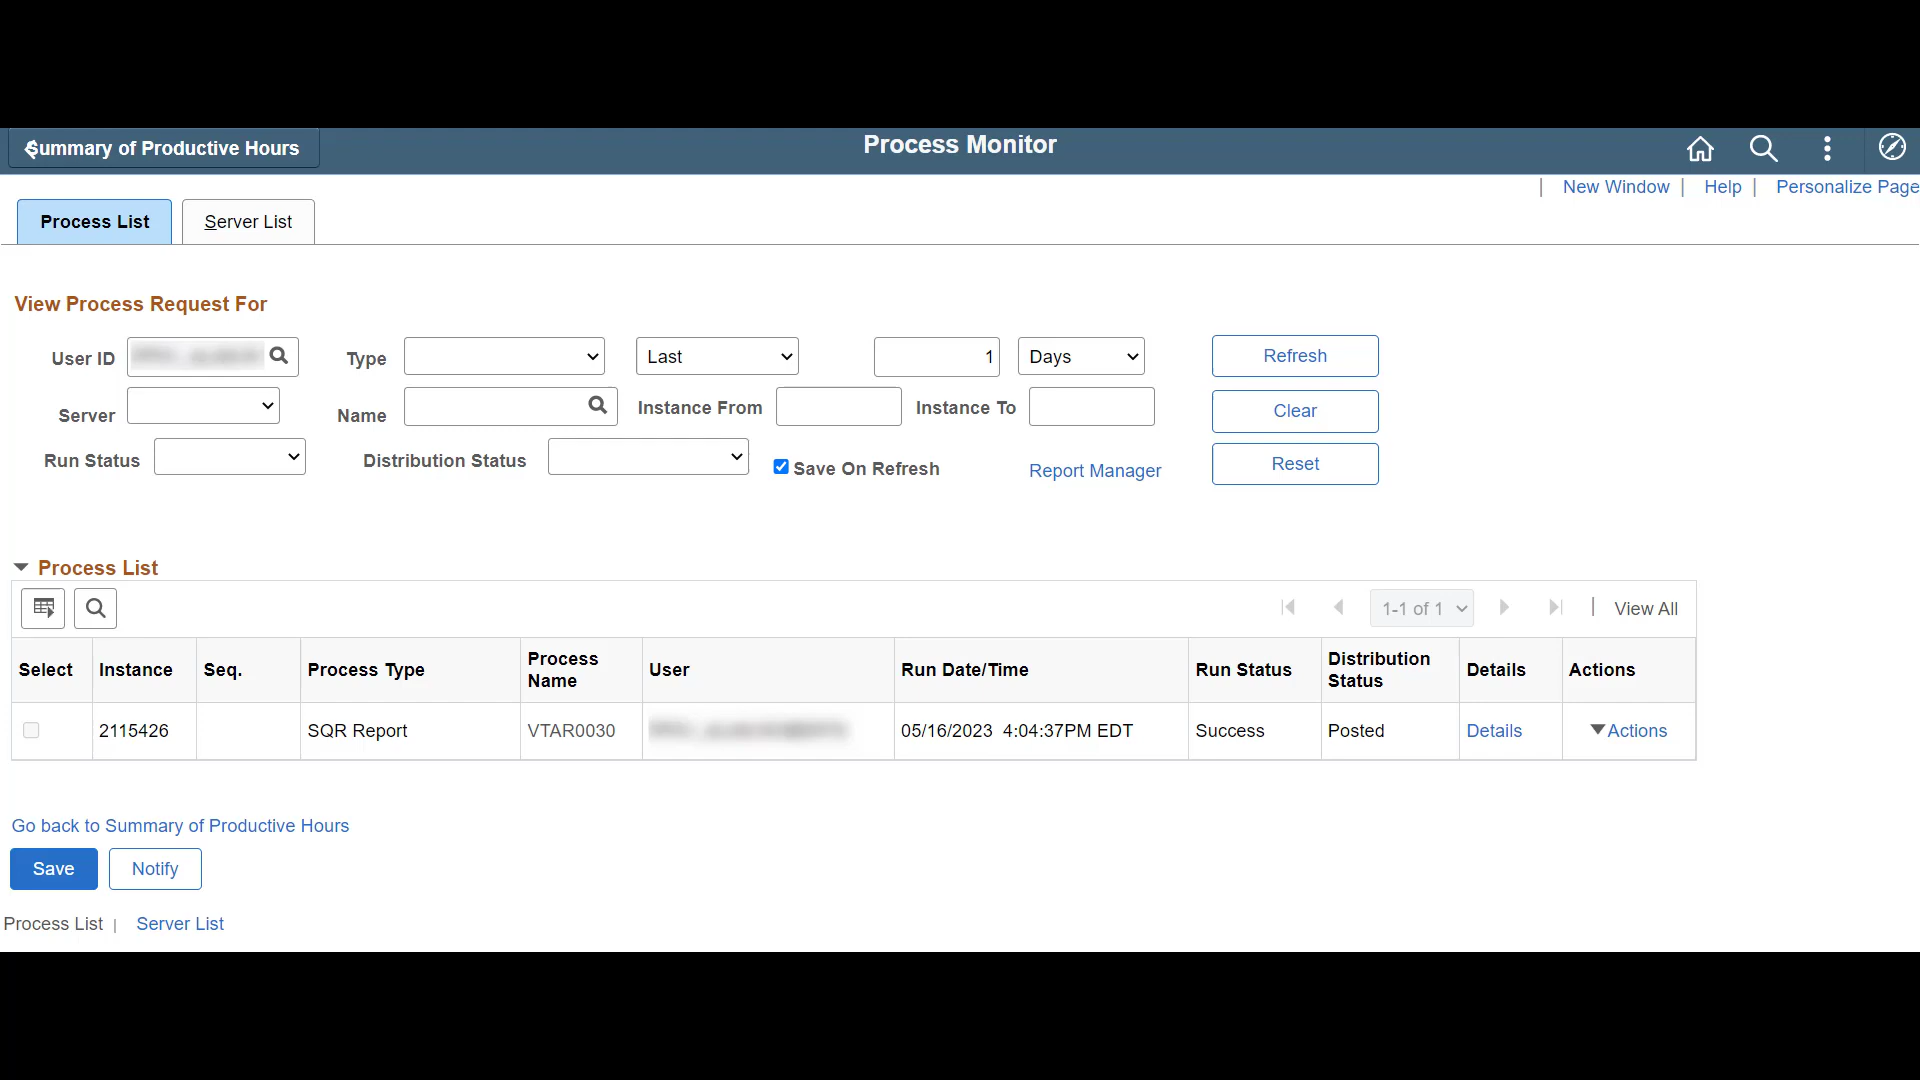 Summary of Productive Hours
Process Monitor
| New Window | Help | Personalize Page
Process List
Server List
View Process Request For
User ID
Type
Last
1
Days
Refresh
Server
Name
Instance From
Instance To
Clear
Run Status
Distribution Status
Save On Refresh
Report Manager
Reset
Process List
1-1 of 1
| View All
Select Instance Seq. Process Type Process Name User Run Date/Time Run Status Distribution Status Details Actions
2115426 SQR Report VTAR0030 05/16/2023 4:04:37PM EDT Success Posted Details Actions
Go back to Summary of Productive Hours
Save
Notify
Process List | Server List